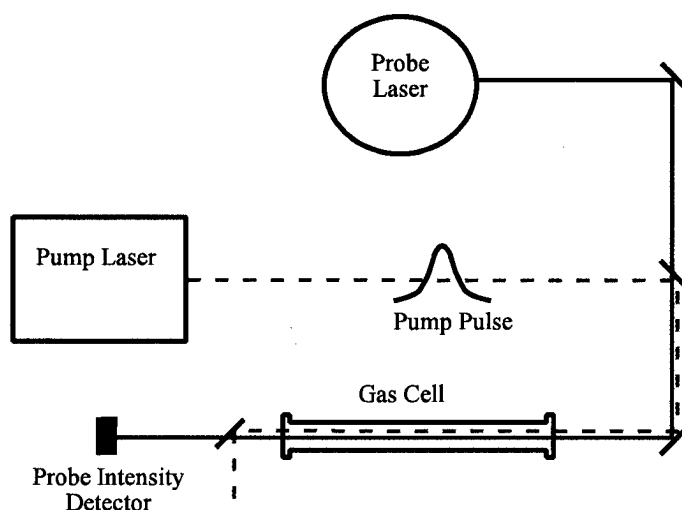 Probe
Laser
Pump Laser
Pump Pulse
Gas Cell
Probe Intensity
Detector